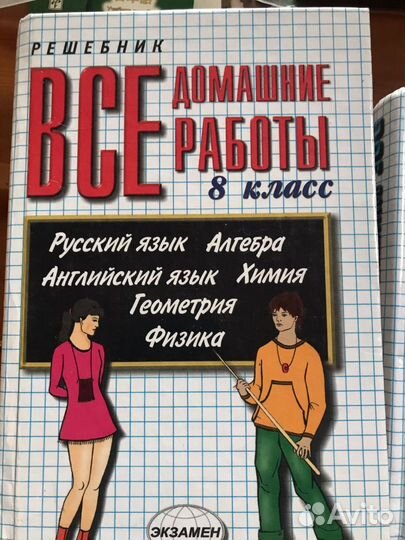 РЕШЕБНИК
ВСЕ ДОМАШНИЕ
РАБОТЫ
8 класс
Русский язык Алгебра
Английский язык Химия
Геометрия
Физика
ЭКЗАМЕН
Avito